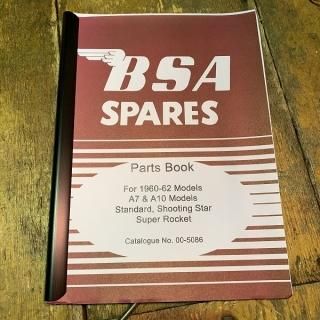 BSA
SPARES
Parts Book
For 1960-62 Models
A7 & A10 Models
Standard, Shooting Star
Super Rocket
Catalogue No. 00-5086